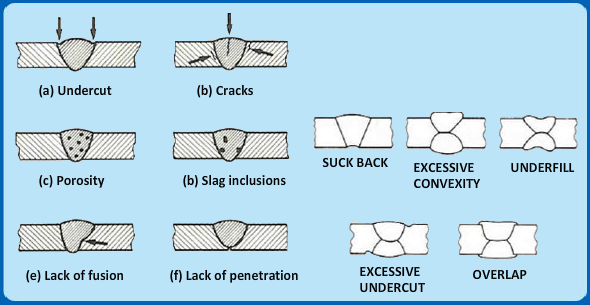 (a) Undercut
(b) Cracks
(c) Porosity
(b) Slag inclusions
SUCK BACK
EXCESSIVE
CONVEXITY
UNDERFILL
(e) Lack of fusion
(f) Lack of penetration
EXCESSIVE
UNDERCUT
OVERLAP